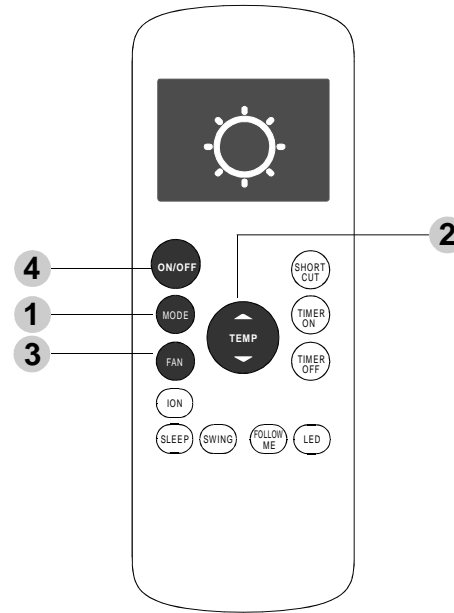 2
4
ON/OFF
SHORT
CUT
1
MODE
TEMP
TIMER
ON
3
FAN
TIMER
OFF
ION
SLEEP
SWING
FOLLOW
ME
LED